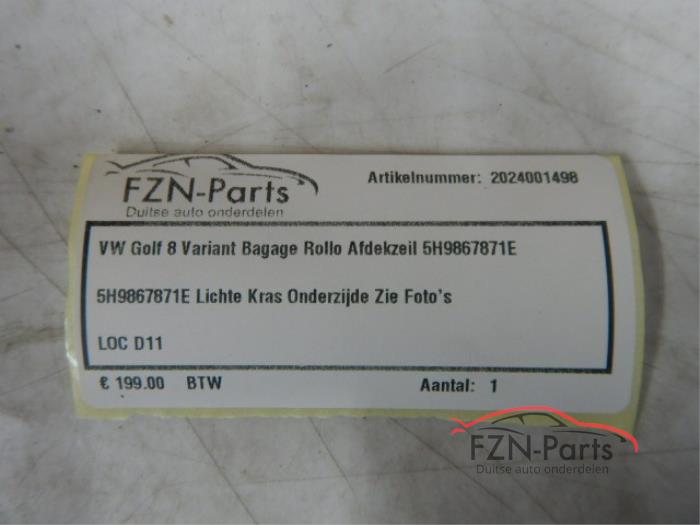 FZN-Parts
Duitse auto onderdelen
Artikelnummer: 2024001498
VW Golf 8 Variant Bagage Rollo Afdekzeil 5H9867871E
5H9867871E Lichte Kras Onderzijde Zie Foto's
LOC D11
€ 199.00 BTW Aantal: 1
FZN-Parts
Duitse auto onderdelen